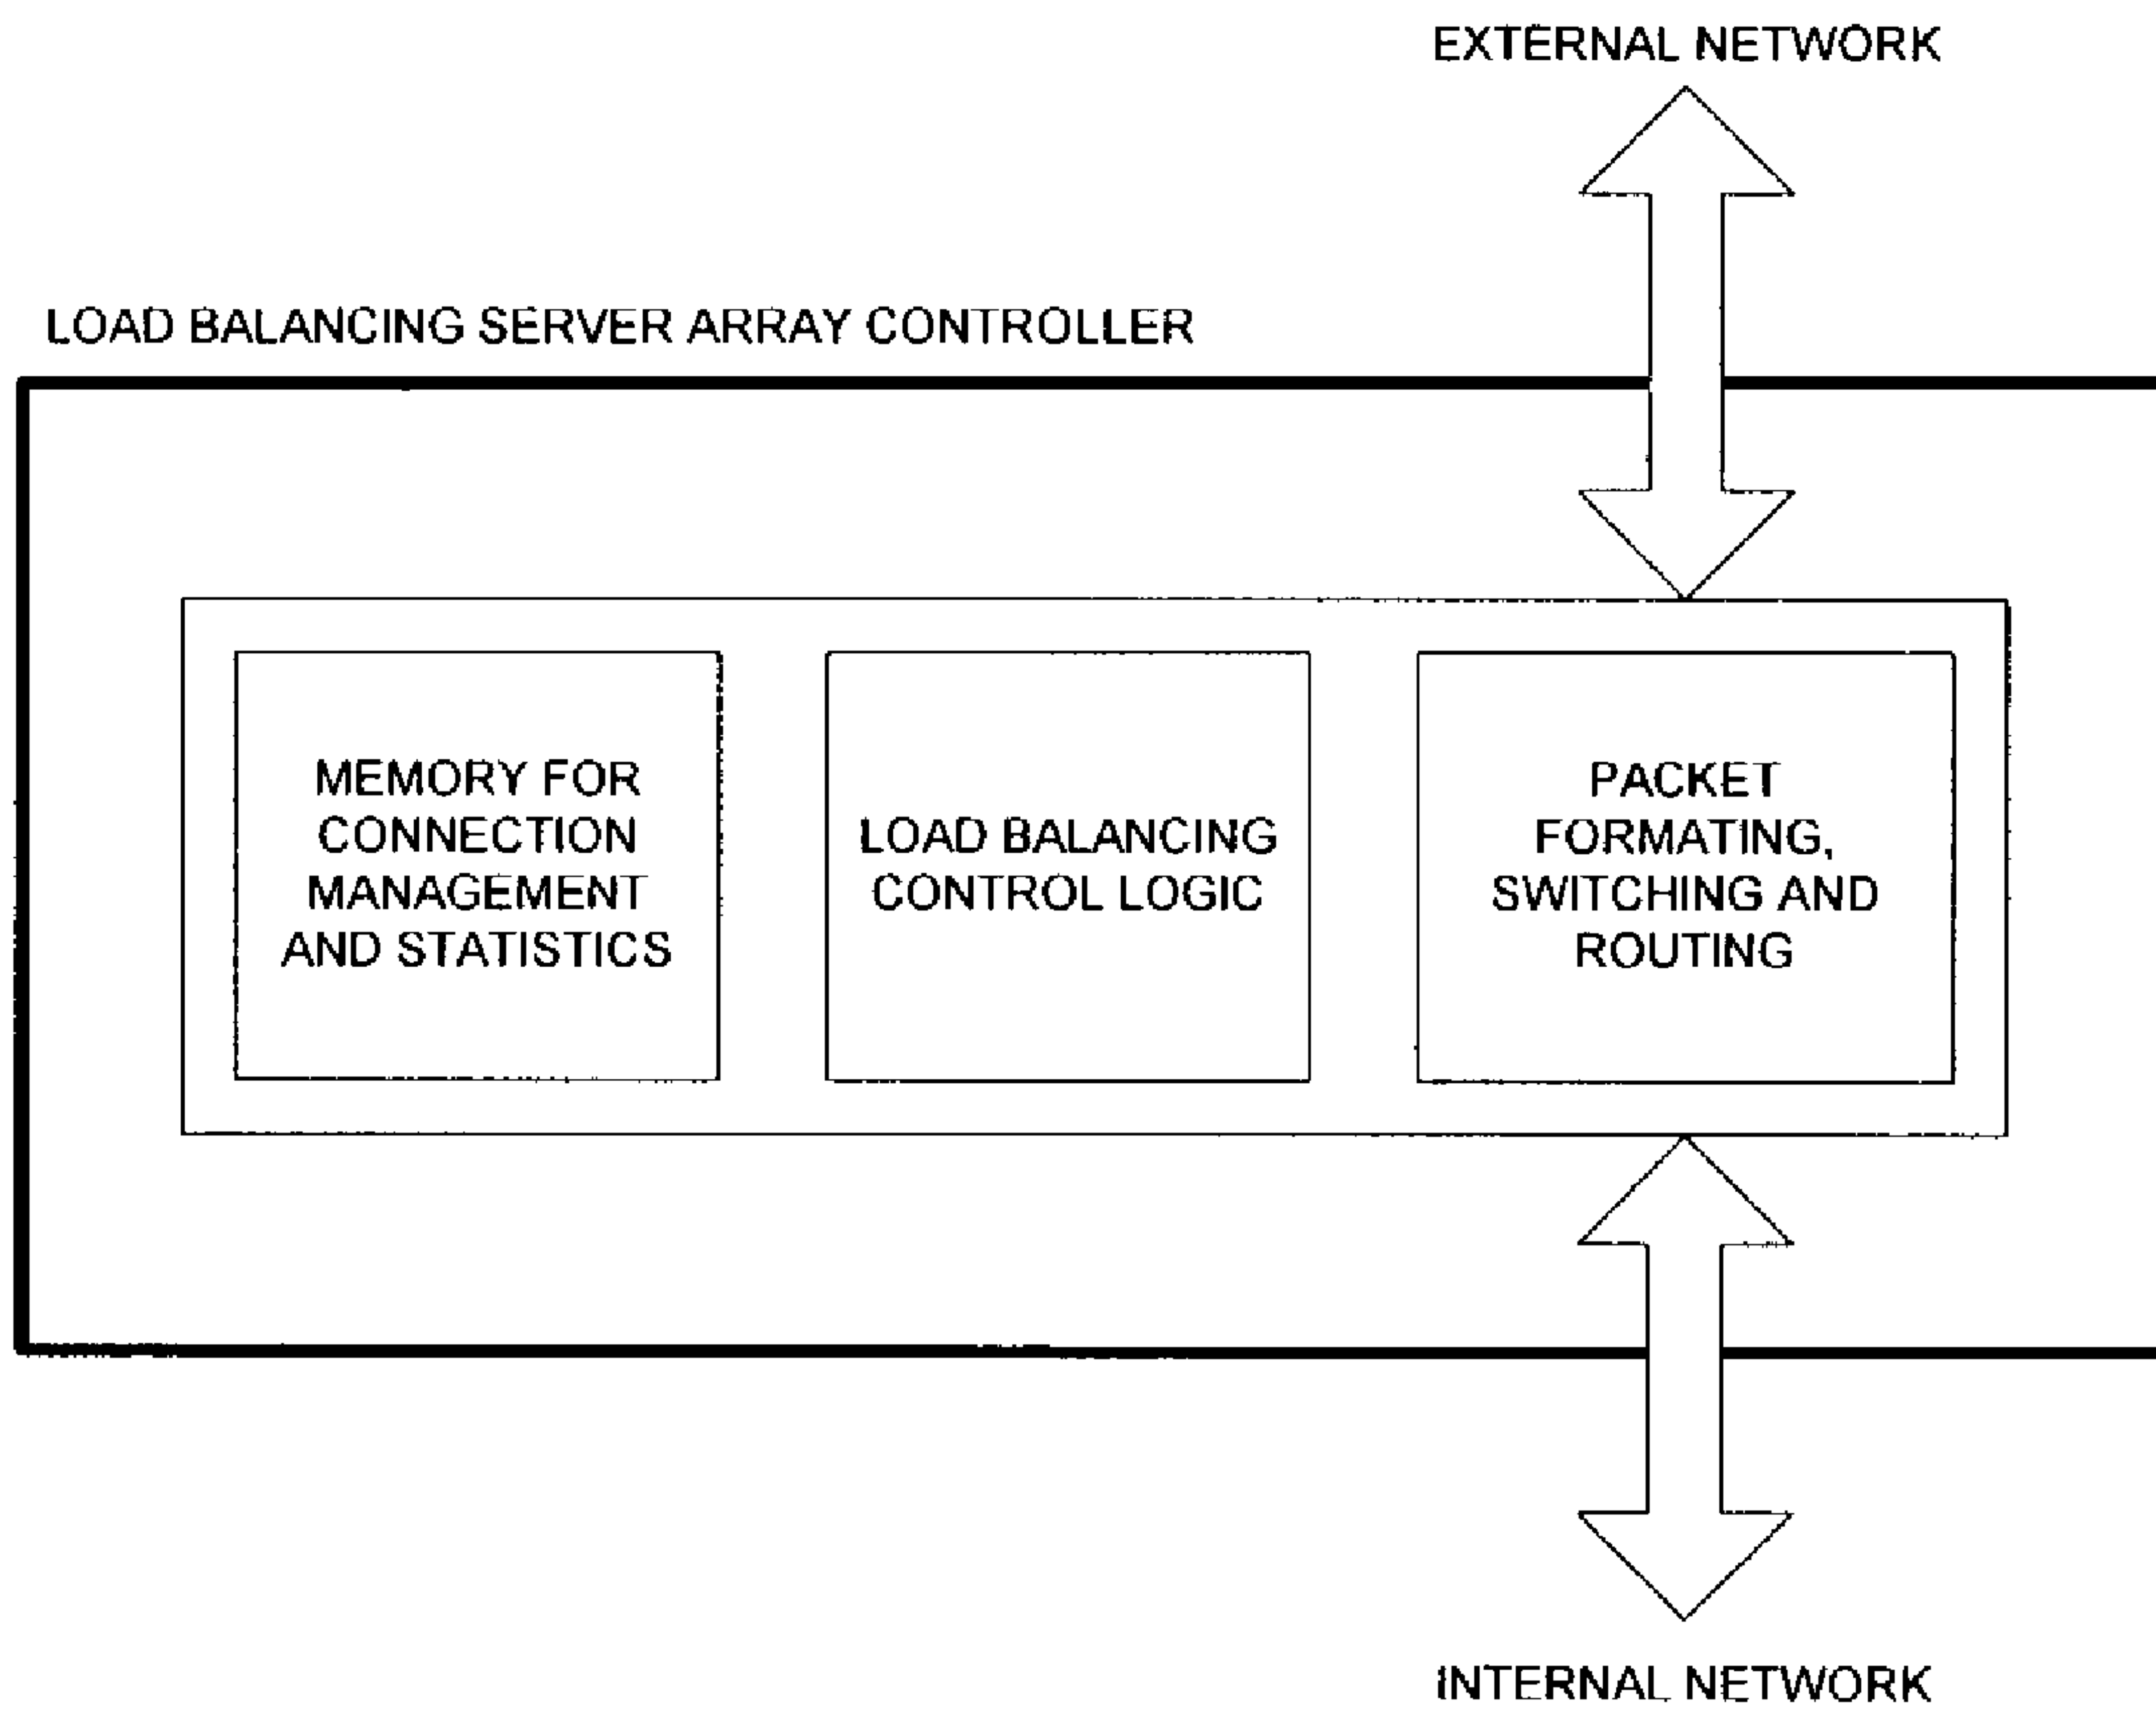 EXTERNAL NETWORK
LOAD BALANCING SERVER ARRAY CONTROLLER
MEMORY FOR
CONNECTION
MANAGEMENT
AND STATISTICS
LOAD BALANCING
CONTROL LOGIC
PACKET
FORMATING,
SWITCHING AND
ROUTING
INTERNAL NETWORK